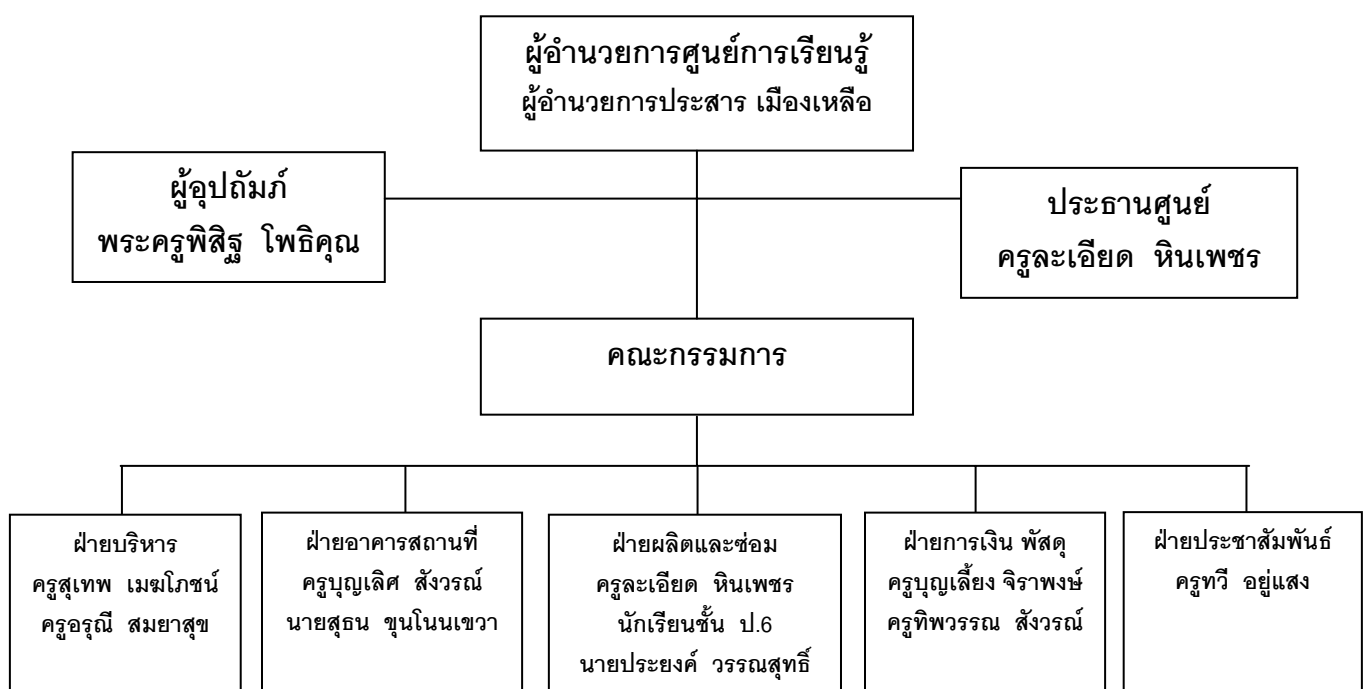 ผู้อำนวยการศูนย์การเรียนรู้
ผู้อำนวยการประสาร เมืองเหลือ
ผู้อุปถัมภ์
พระครูพิสิฐ โพธิคุณ
ประธานศูนย์
ครูละเอียด หินเพชร
คณะกรรมการ
ฝ่ายบริหาร
ครูสุเทพ เมฆโภชน์
ครูอรุณี สมยาสุข
ฝ่ายอาคารสถานที่
ครูบุญเลิศ สังวรณ์
นายสุธน ขุนโนนเขวา
ฝ่ายผลิตและซ่อม
ครูละเอียด หินเพชร
นักเรียนชั้น ป.6
นายประยงค์ วรรณสุทธิ์
ฝ่ายการเงิน พัสดุ
ครูบุญเลี้ยง จิราพงษ์
ครูทิพวรรณ สังวรณ์
ฝ่ายประชาสัมพันธ์
ครูทวี อยู่แสง